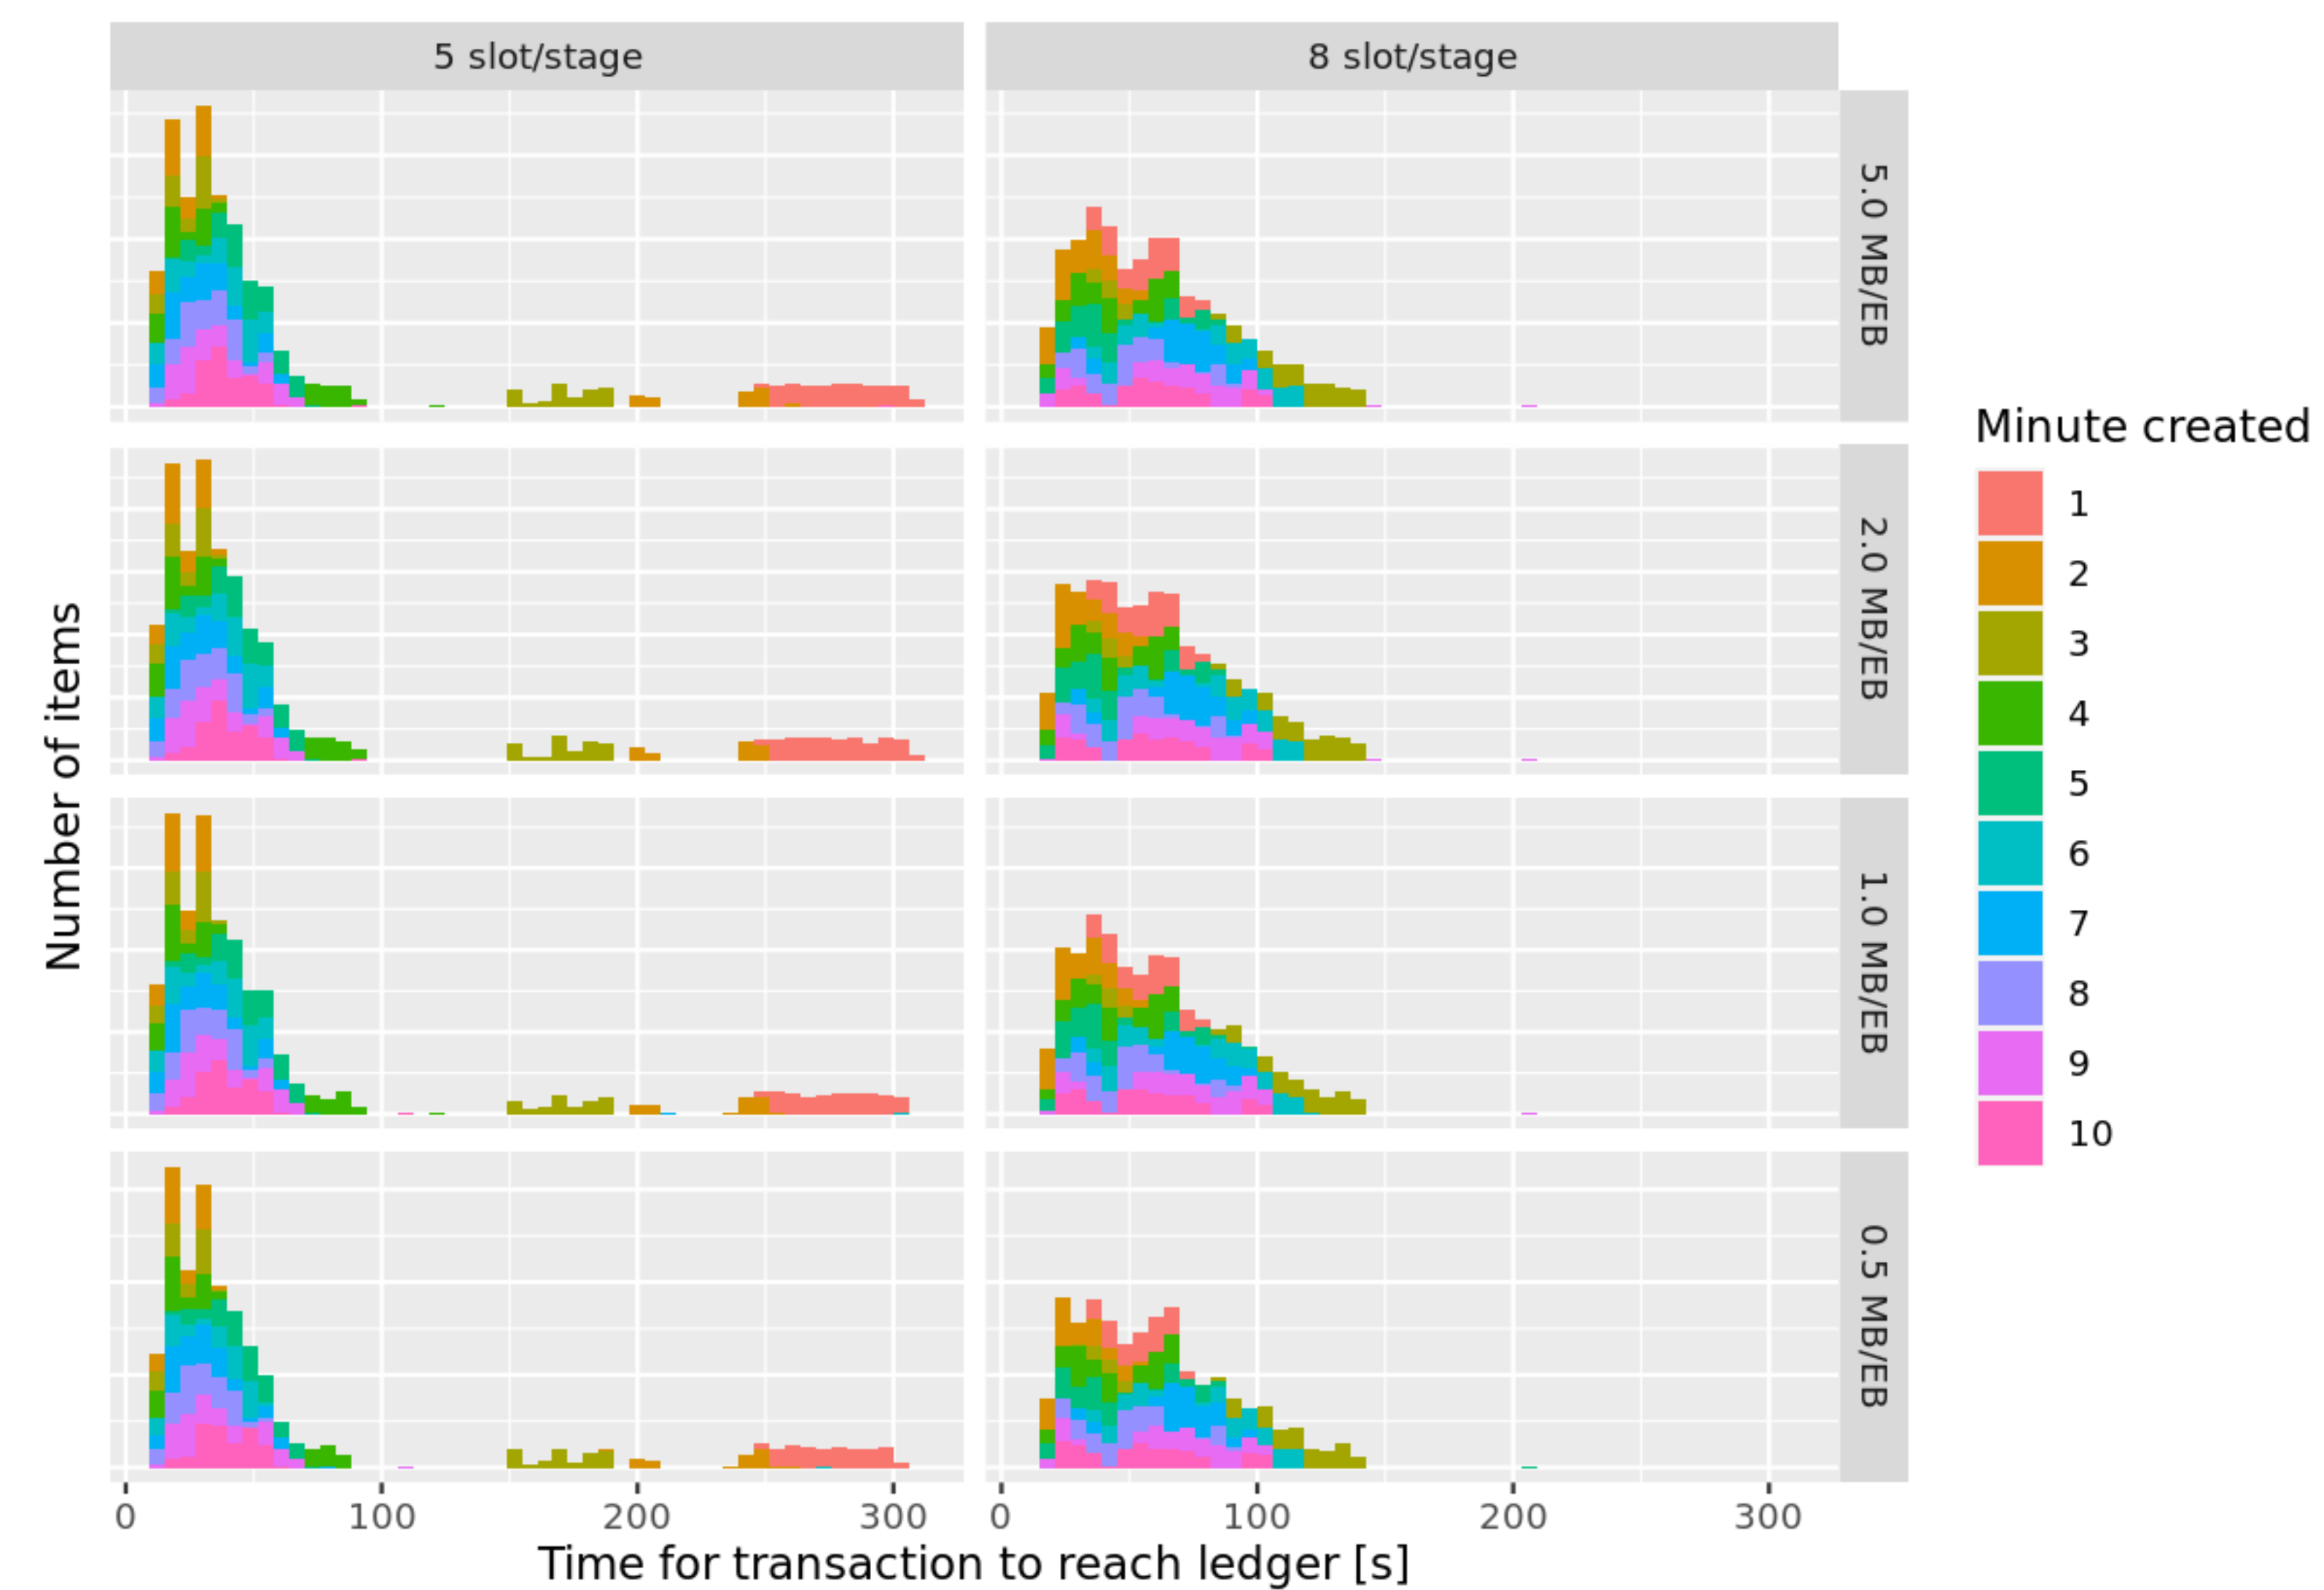 5 slot/stage
8 slot/stage
5.0 MB/EB
2.0 MB/EB
1.0 MB/EB
0.5 MB/EB
Number of items
0 100 200 300
0 100 200 300
Time for transaction to reach ledger [s]
Minute created
1
2
3
4
5
6
7
8
9
10